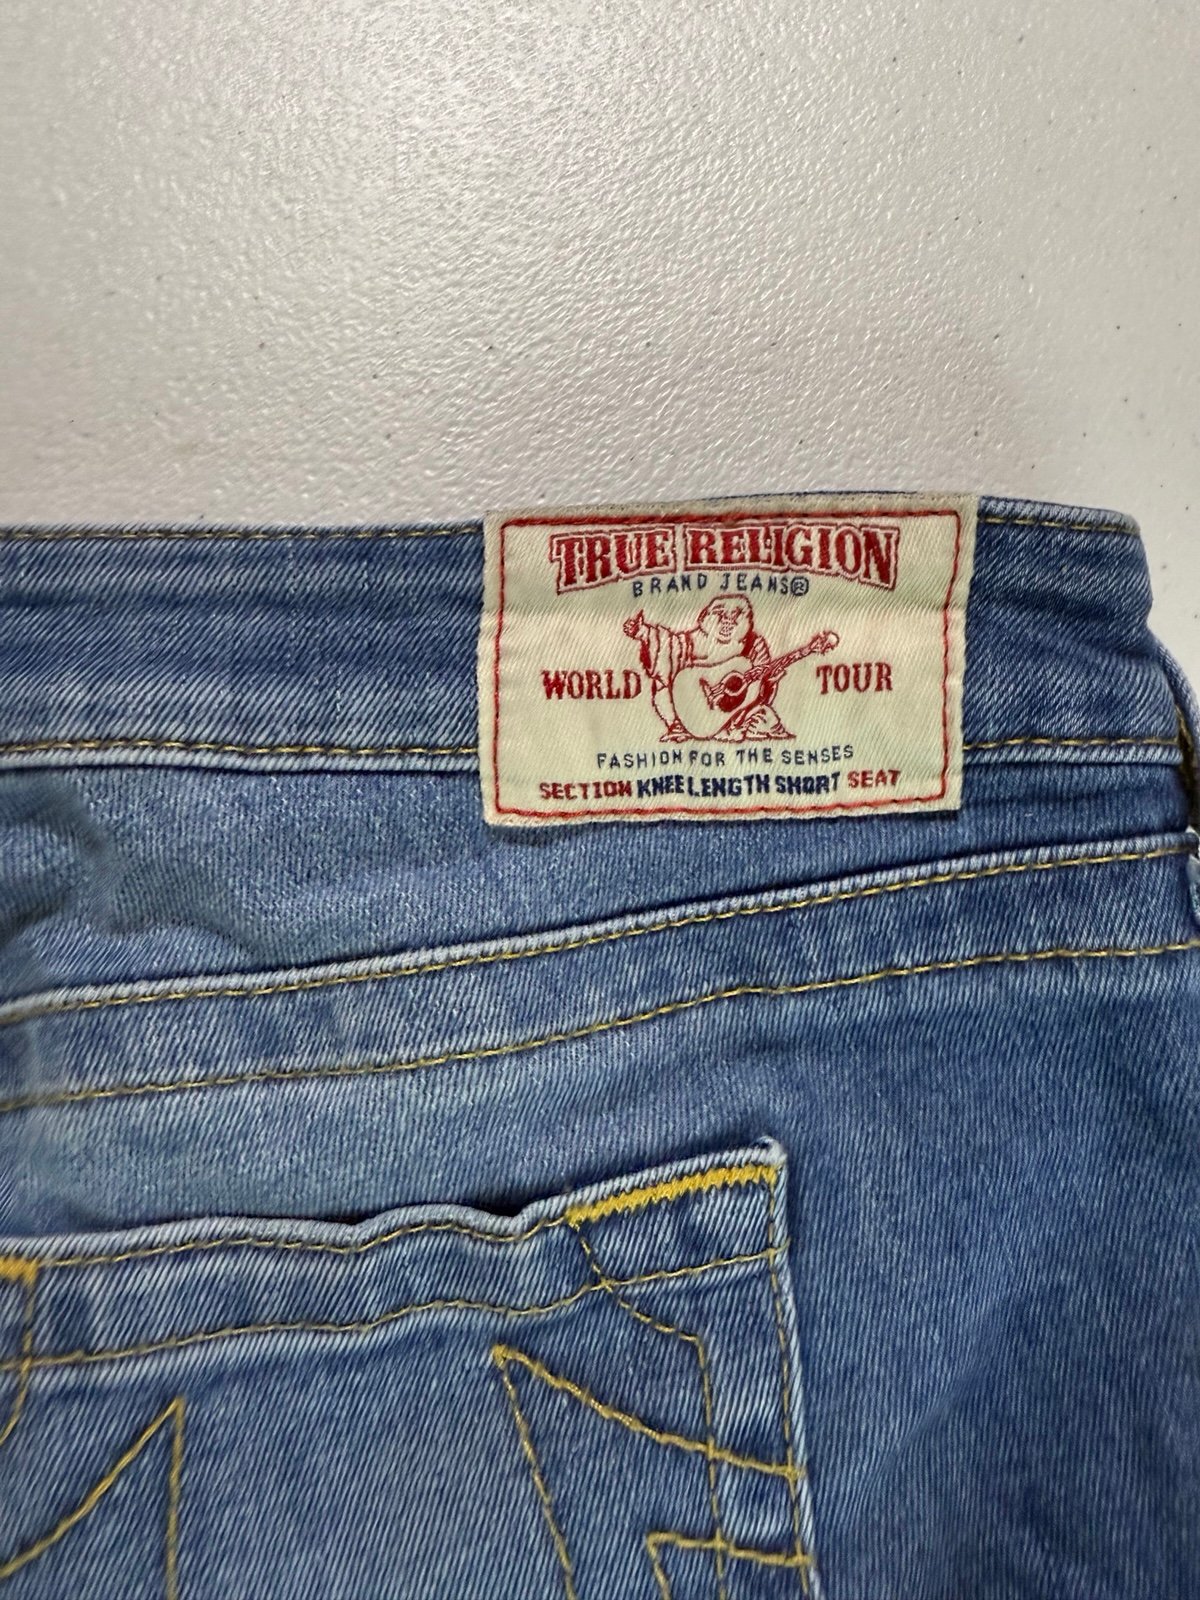 TRUE RELIGION
BRAND JEANS®
WORLD TOUR
FASHION FOR THE SENSES
SECTION KNEE LENGTH SHORT SEAT